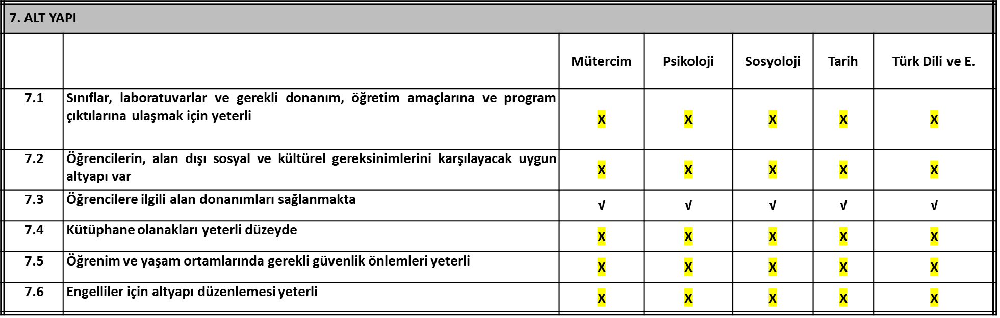 7. ALT YAPI
Mütercim Psikoloji Sosyoloji Tarih Türk Dili ve E.
7.1 Sınıflar, laboratuvarlar ve gerekli donanım, öğretim amaçlarına ve program
çıktılarına ulaşmak için yeterli
X X X X X
7.2 Öğrencilerin, alan dışı sosyal ve kültürel gereksinimlerini karşılayacak uygun
altyapı var
X X X X X
7.3 Öğrencilere ilgili alan donanımları sağlanmakta √ √ √ √ √
7.4 Kütüphane olanakları yeterli düzeyde X X X X X
7.5 Öğrenim ve yaşam ortamlarında gerekli güvenlik önlemleri yeterli X X X X X
7.6 Engelliler için altyapı düzenlemesi yeterli X X X X X